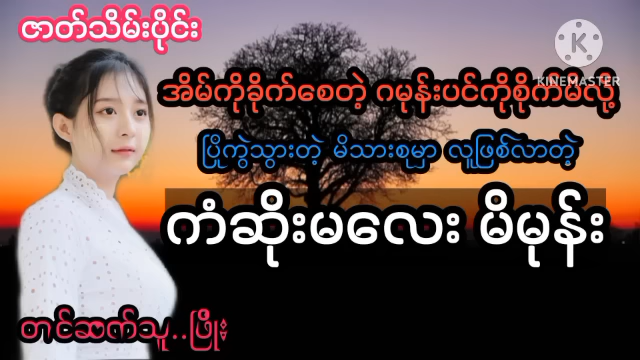 ဇာတ်သိမ်းပိုင်း
KINEMASTER
အိမ်ကိုခိုက်စေတဲ့ ဂမုန်းပင်ကိုစိုက်မိလို့
ပြိုကွဲသွားတဲ့ မိသားစုမှာ လူဖြစ်လာတဲ့
ကံဆိုးမလေး မိမုန်း
တင်ဆက်သူ..ဖြိုး